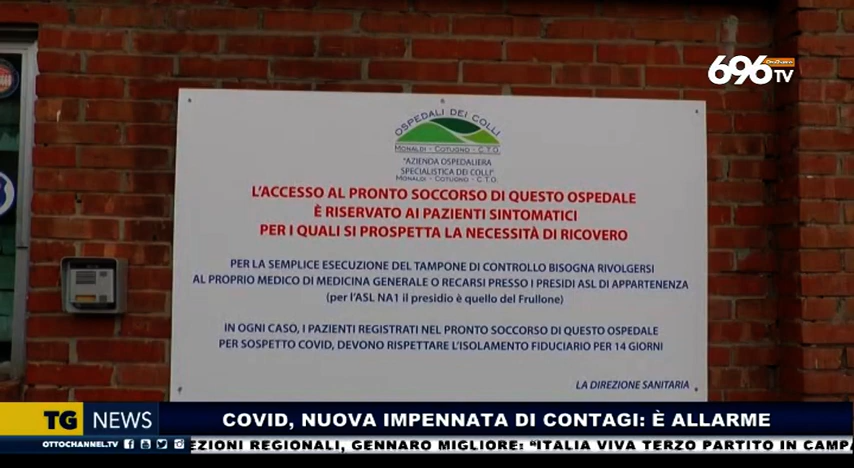 696 TV
OSPEDALI DEI COLLI
MONALDI - COTUGNO - C.T.O.
"AZIENDA OSPEDALIERA
SPECIALISTICA DEI COLLI"
MONALDI - COTUGNO - C.T.O.
L'ACCESSO AL PRONTO SOCCORSO DI QUESTO OSPEDALE
È RISERVATO AI PAZIENTI SINTOMATICI
PER I QUALI SI PROSPETTA LA NECESSITÀ DI RICOVERO
PER LA SEMPLICE ESECUZIONE DEL TAMPONE DI CONTROLLO BISOGNA RIVOLGERSI
AL PROPRIO MEDICO DI MEDICINA GENERALE O RECARSI PRESSO I PRESIDI ASL DI APPARTENENZA
(per l'ASL NA1 il presidio è quello del Frullone)
IN OGNI CASO, I PAZIENTI REGISTRATI NEL PRONTO SOCCORSO DI QUESTO OSPEDALE
PER SOSPETTO COVID, DEVONO RISPETTARE L'ISOLAMENTO FIDUCIARIO PER 14 GIORNI
LA DIREZIONE SANITARIA
TG NEWS
COVID, NUOVA IMPENNATA DI CONTAGI: È ALLARME
OTTOCHANNEL.TV
EZIONI REGIONALI, GENNARO MIGLIORE: "ITALIA VIVA TERZO PARTITO IN CAMPA